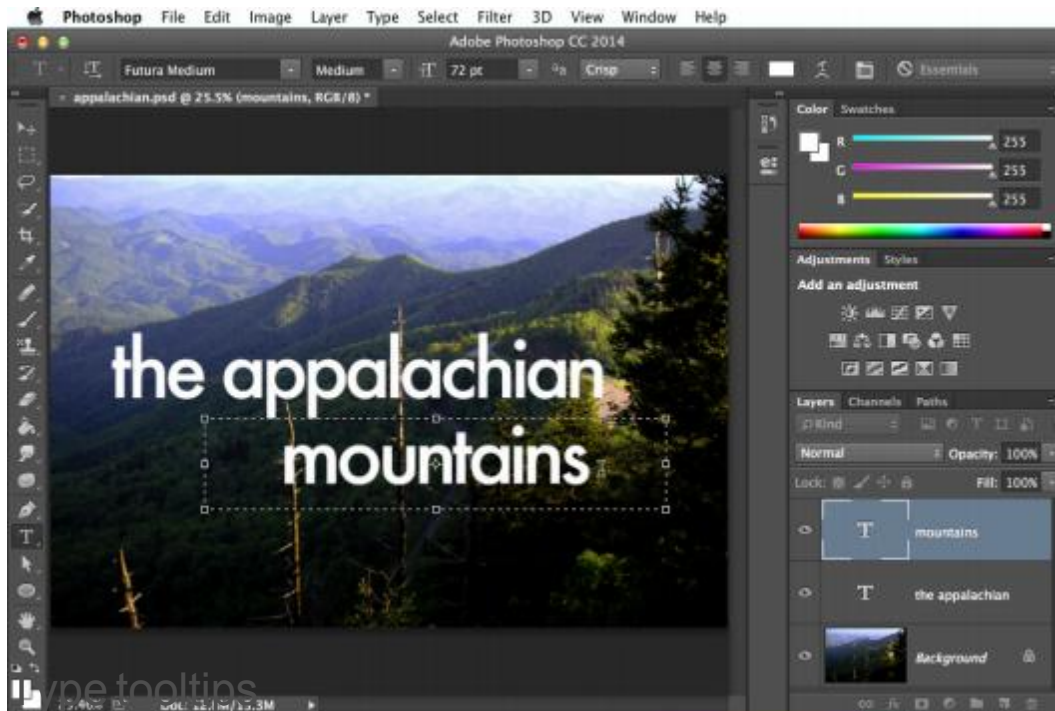 Photoshop File Edit Image Layer Type Select Filter 3D View Window Help
Adobe Photoshop CC 2014
T Futura Medium Medium 72 pt Crisp Essentials
appalachian.psd @ 25.5% (mountains, RGB/8) *
Color Swatches
R 255
G 255
B 255
Adjustments Styles
Add an adjustment
the appalachian
mountains
Layers Channels Paths
Kind
Normal Opacity: 100%
Lock: Fill: 100%
T mountains
T the appalachian
Background
type tooltips
Doc: